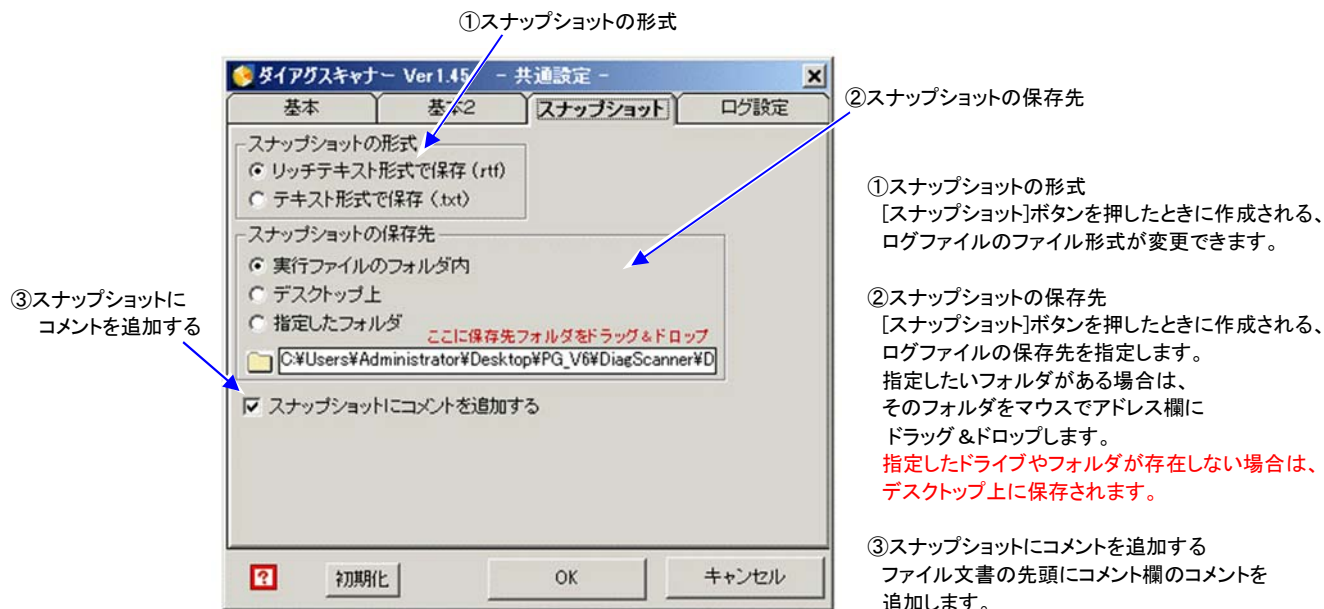 ①スナップショットの形式
ダイアグスキャナー Ver1.45 - 共通設定 -
基本 基本2 スナップショット ログ設定
②スナップショットの保存先
スナップショットの形式
リッチテキスト形式で保存 (rtf)
テキスト形式で保存 (.txt)
スナップショットの保存先
実行ファイルのフォルダ内
デスクトップ上
指定したフォルダ
ここに保存先フォルダをドラッグ&ドロップ
C:¥Users¥Administrator¥Desktop¥PG_V6¥DiagScanner¥D
スナップショットにコメントを追加する
? 初期化 OK キャンセル
③スナップショットに
コメントを追加する
①スナップショットの形式
[スナップショット]ボタンを押したときに作成される、
ログファイルのファイル形式が変更できます。
②スナップショットの保存先
[スナップショット]ボタンを押したときに作成される、
ログファイルの保存先を指定します。
指定したいフォルダがある場合は、
そのフォルダをマウスでアドレス欄に
ドラッグ&ドロップします。
指定したドライブやフォルダが存在しない場合は、
デスクトップ上に保存されます。
③スナップショットにコメントを追加する
ファイル文書の先頭にコメント欄のコメントを
追加します。